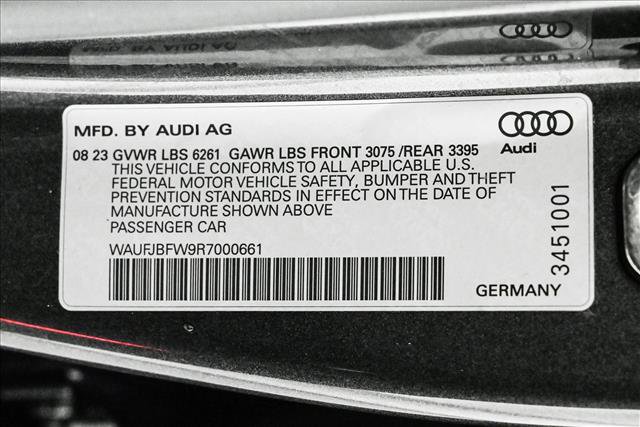 MFD. BY AUDI AG
Audi
08 23 GVWR LBS 6261 GAWR LBS FRONT 3075 /REAR 3395
THIS VEHICLE CONFORMS TO ALL APPLICABLE U.S.
FEDERAL MOTOR VEHICLE SAFETY, BUMPER AND THEFT
PREVENTION STANDARDS IN EFFECT ON THE DATE OF
MANUFACTURE SHOWN ABOVE
PASSENGER CAR
WAUFJBFW9R7000661
GERMANY
3451001